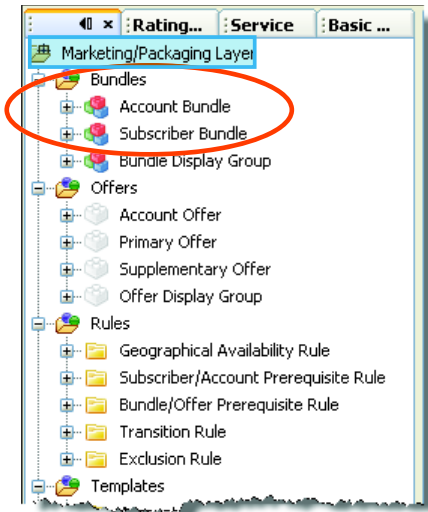 Rating... Service Basic ...
Marketing/Packaging Layer
Bundles
Account Bundle
Subscriber Bundle
Bundle Display Group
Offers
Account Offer
Primary Offer
Supplementary Offer
Offer Display Group
Rules
Geographical Availability Rule
Subscriber/Account Prerequisite Rule
Bundle/Offer Prerequisite Rule
Transition Rule
Exclusion Rule
Templates